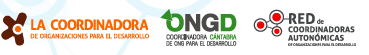 LA COORDINADORA
DE ORGANIZACIONES PARA EL DESARROLLO
ONGD
COORDINADORA CÁNTABRA
DE ONG PARA EL DESARROLLO
RED de
COORDINADORAS
AUTONÓMICAS
DE ORGANIZACIONES PARA EL DESARROLLO